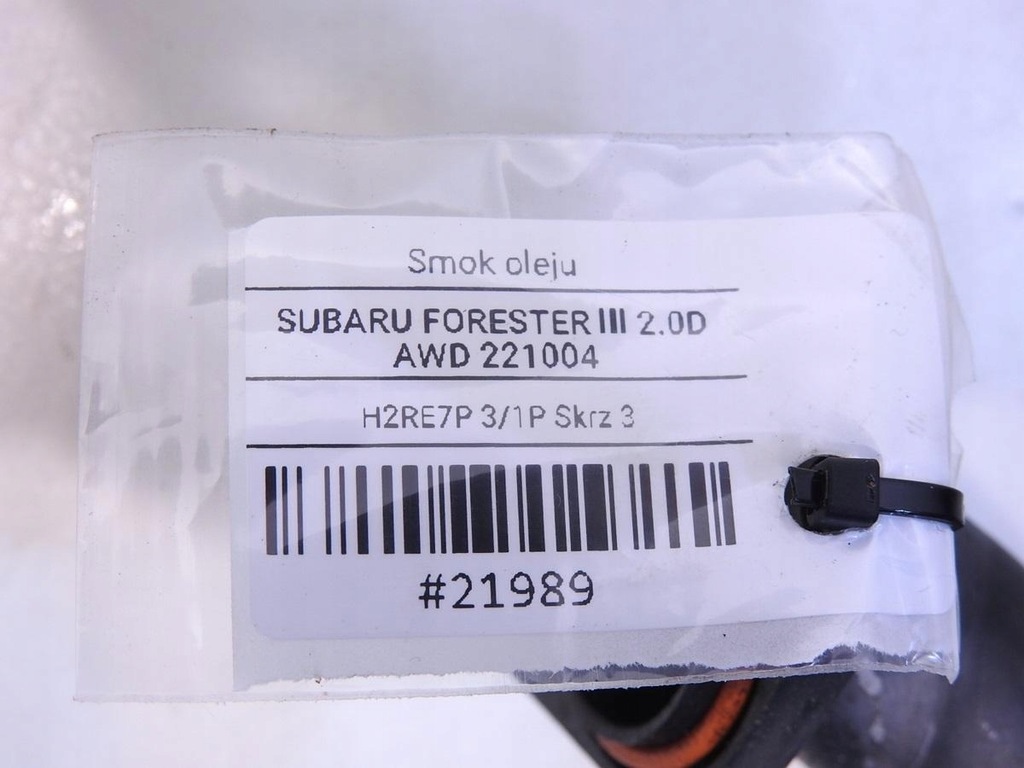 Smok oleju
SUBARU FORESTER III 2.0D
AWD 221004
H2RE7P 3/1P Skrz 3
#21989